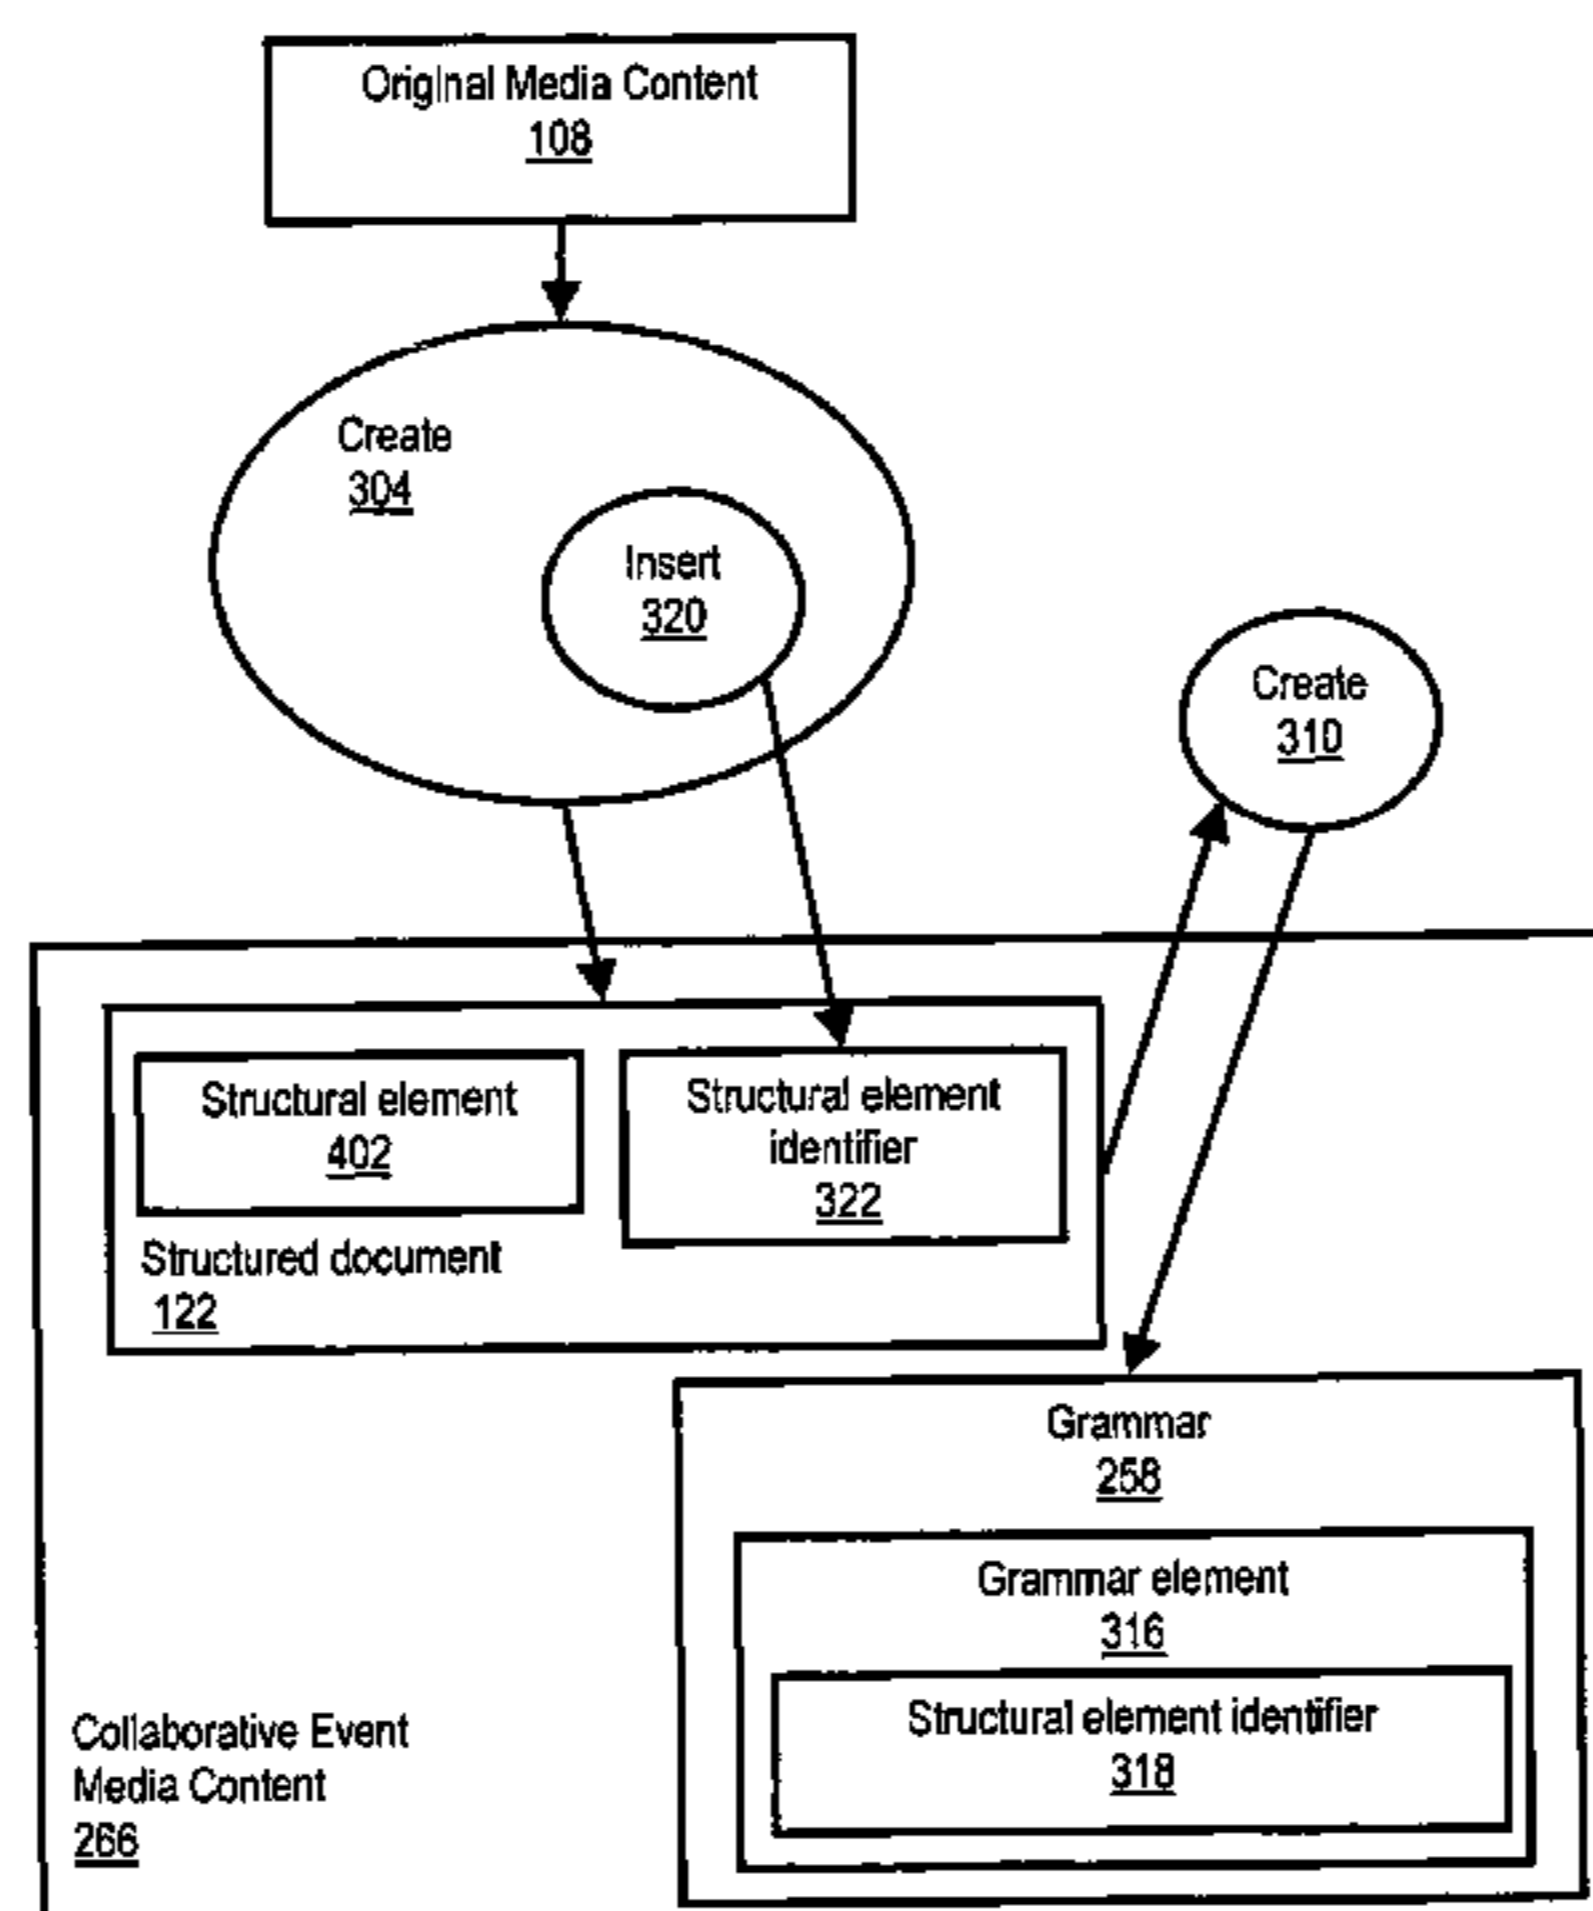 Original Media Content
108
Create
304
Insert
320
Create
310
Structural element
402
Structural element
identifier
322
Structured document
122
Grammar
258
Grammar element
316
Structural element identifier
318
Collaborative Event
Media Content
266